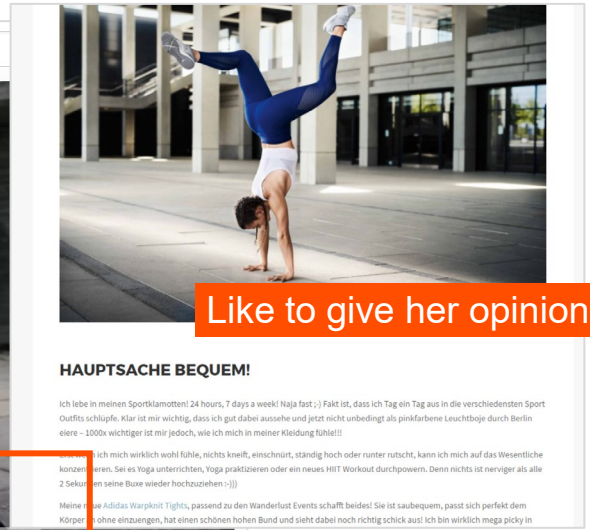 Like to give her opinion
HAUPTSACHE BEQUEM!
Ich lebe in meinen Sportklamotten! 24 hours, 7 days a week! Naja fast ;-) Fakt ist, dass ich Tag ein Tag aus in die verschiedensten Sport
Outfits schlüpfe. Klar ist mir wichtig, dass ich gut dabei aussehe und jetzt nicht unbedingt als pinkfarbene Leuchtboje durch Berlin
eiere – 1000x wichtiger ist mir jedoch, wie ich mich in meiner Kleidung fühle!!!
ich mich wirklich wohl fühle, nichts kneift, einschnürt, ständig hoch oder runter rutscht, kann ich mich auf das Wesentliche
konzentrieren. Sei es Yoga unterrichten, Yoga praktizieren oder ein neues HIIT Workout durchpowern. Denn nichts ist nerviger als alle
2 Sekunden seine Buxe wieder hochzuziehen :-)))
Meine neue Adidas Warpknit Tights, passend zu den Wanderlust Events schafft beides! Sie ist saubequem, passt sich perfekt dem
Körper an ohne einzuengen, hat einen schönen hohen Bund und sieht dabei noch richtig schick aus! Ich bin wirklich mega picky in